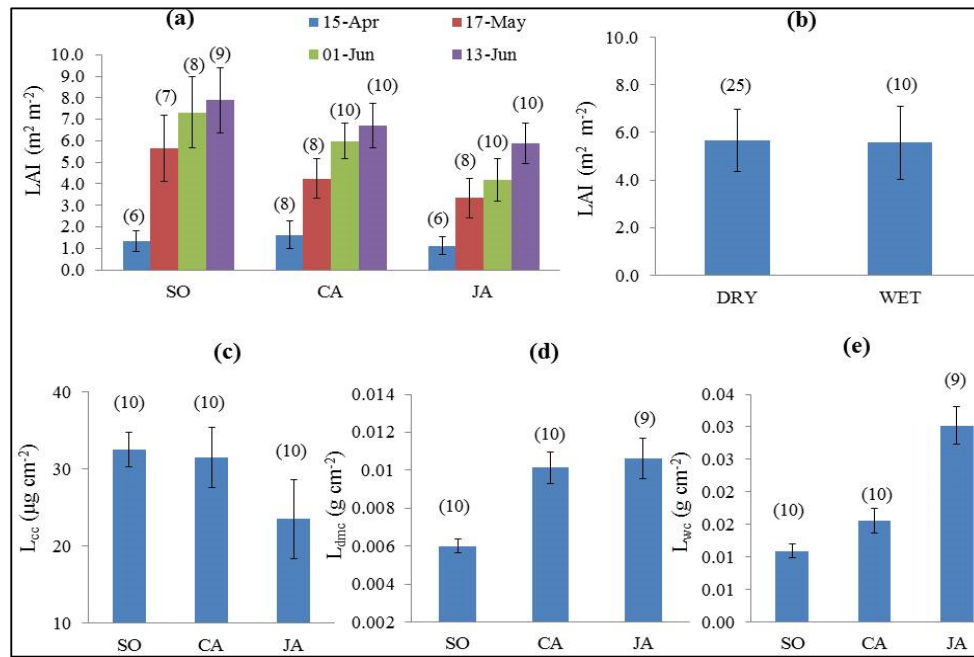 (a)
15-Apr 17-May
01-Jun 13-Jun
LAI (m² m⁻²)
10.0
9.0
8.0
7.0
6.0
5.0
4.0
3.0
2.0
1.0
0.0
(6) (7) (8) (9)
(8) (8) (10) (10)
(6) (8) (10) (10)
SO CA JA
(b)
LAI (m² m⁻²)
10.0
8.0
6.0
4.0
2.0
0.0
(25) (10)
DRY WET
(c)
Lcc (µg cm⁻²)
40
30
20
10
(10) (10) (10)
SO CA JA
(d)
Ldmc (g cm⁻²)
0.014
0.012
0.01
0.008
0.006
0.004
0.002
(10) (10) (9)
SO CA JA
(e)
Lwc (g cm⁻²)
0.04
0.03
0.03
0.02
0.02
0.01
0.01
0.00
(10) (10) (9)
SO CA JA